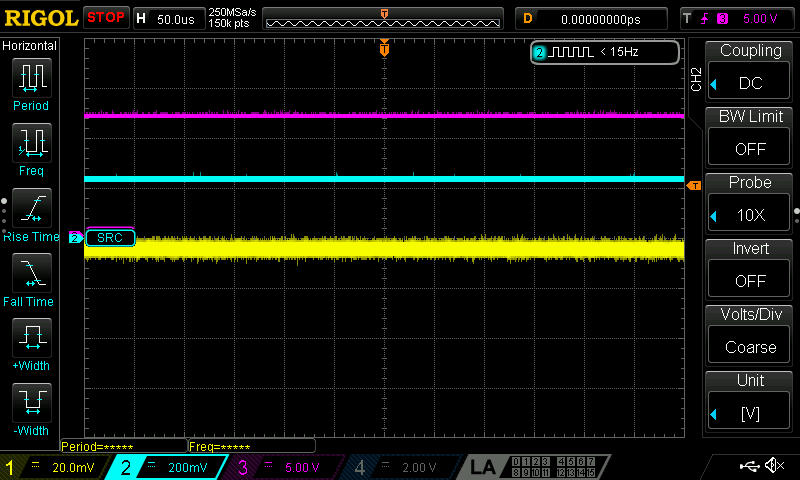 RIGOL STOP H 50.0us 250MSa/s 150k pts D 0.00000000ps T 3 5.00 V
T
Horizontal
2 < 15Hz
Period
Freq
Rise Time
Fall Time
+Width
-Width
T
2 SRC
T
CH2
Coupling
DC
BW Limit
OFF
Probe
10X
Invert
OFF
Volts/Div
Coarse
Unit
[V]
Period=***** Freq=*****
1 = 20.0mV 2 = 200mV 3 = 5.00 V 4 = 2.00 V LA 0 1 2 3 4 5 6 7
8 9 10 11 12 13 14 15